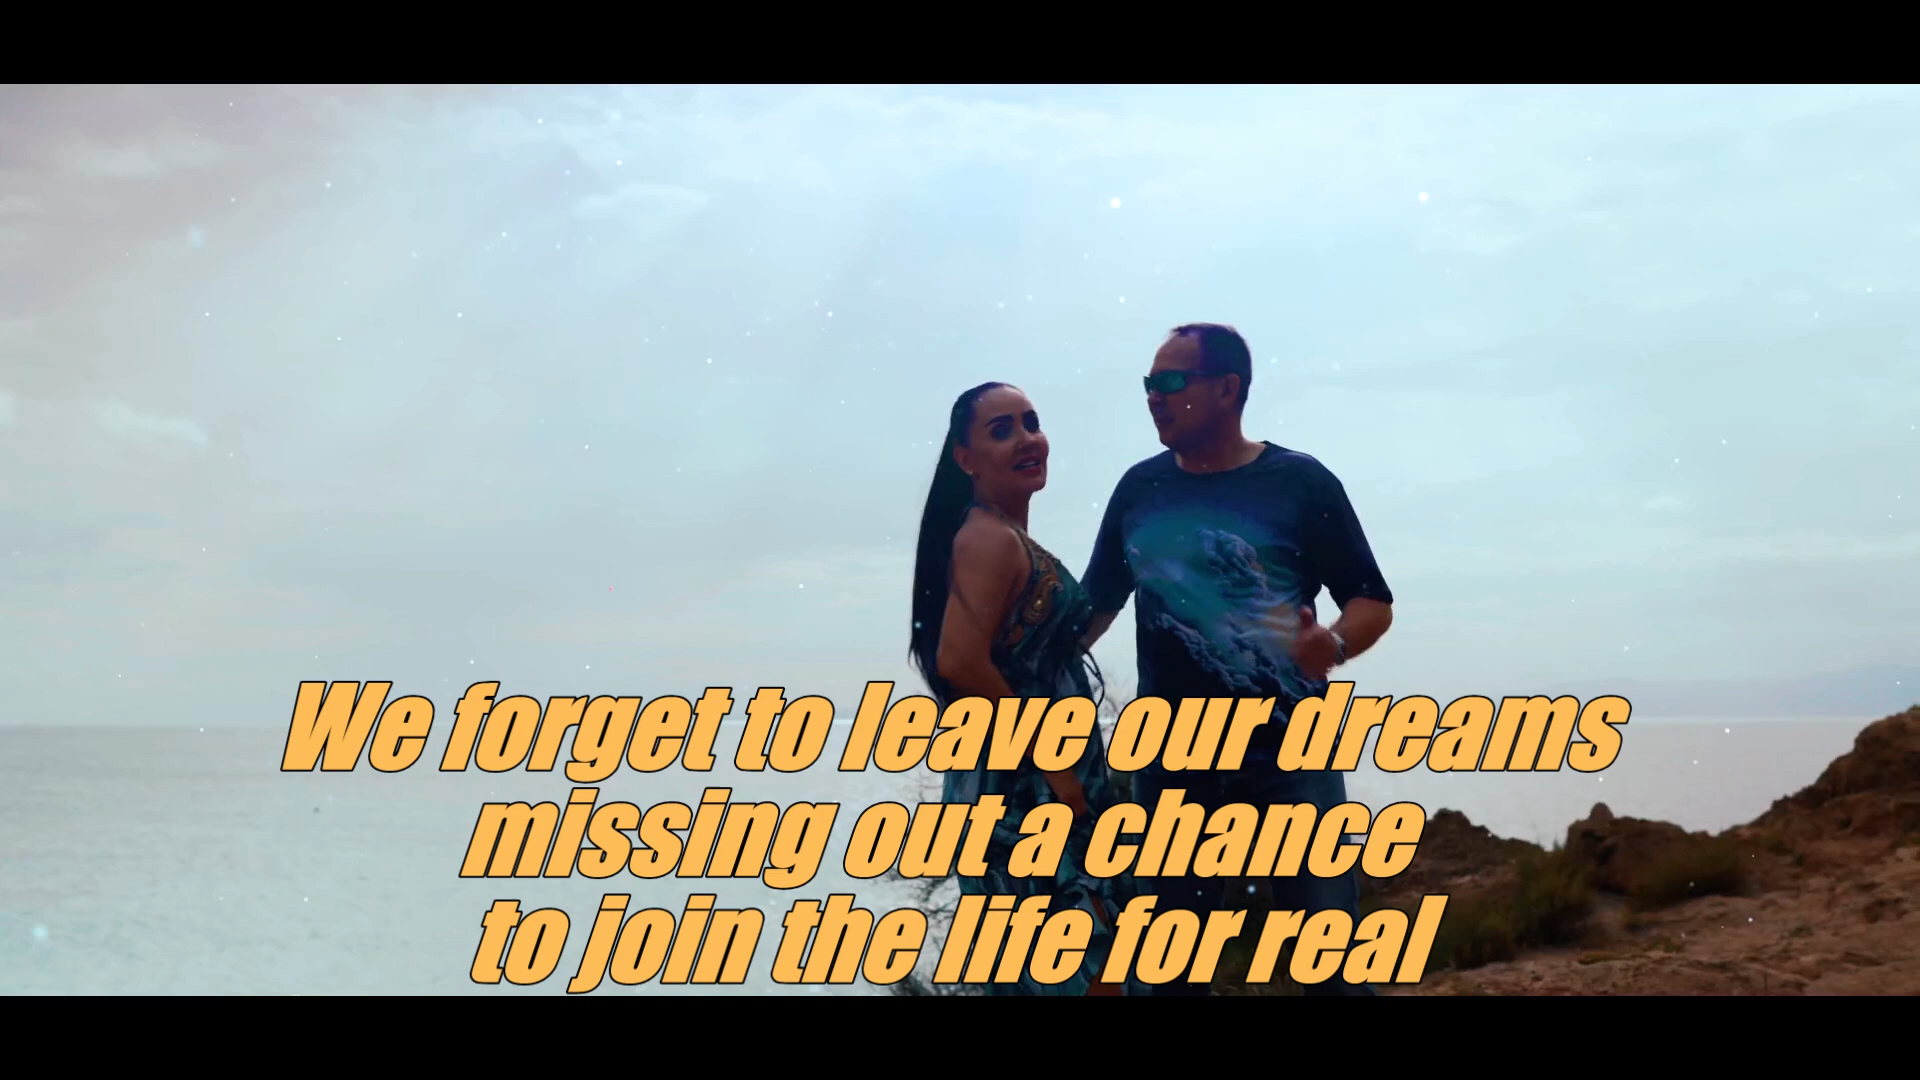 We forget to leave our dreams
missing out a chance
to join the life for real